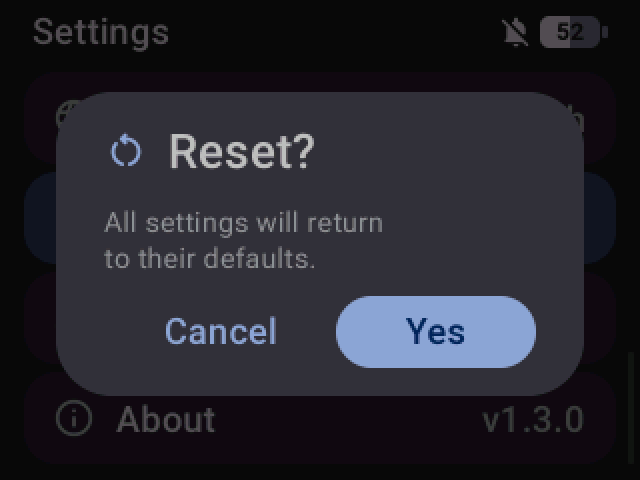 Settings
52
Reset?
All settings will return
to their defaults.
Cancel
Yes
About
v1.3.0